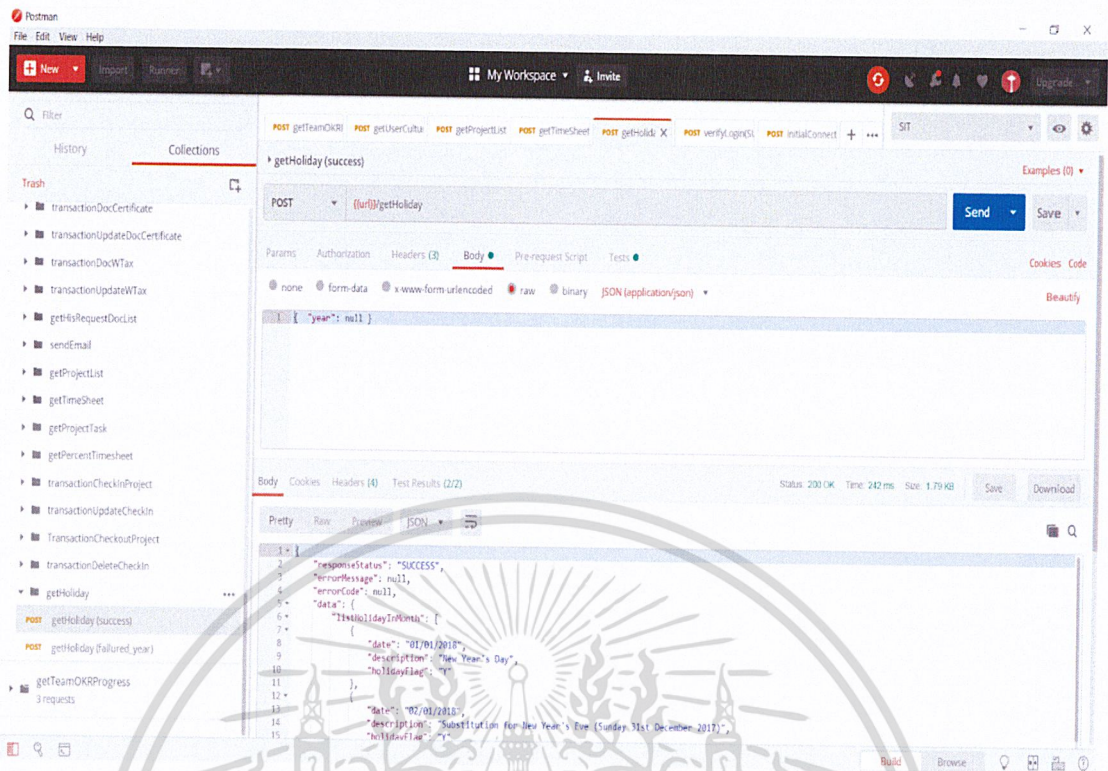 Postman
File Edit View Help
New Import Runner My Workspace Invite Upgrade
Filter
History Collections
Trash
transactionDocCertificate
transactionUpdateDocCertificate
transactionDocWTax
transactionUpdateWTax
getHisRequestDocList
sendEmail
getProjectList
getTimeSheet
getProjectTask
getPercentTimesheet
transactionCheckInProject
transactionUpdateCheckIn
TransactionCheckoutProject
transactionDeleteCheckIn
getHoliday
POST getHoliday (success)
POST getHoliday (failured_year)
getTeamOKRProgress
3 requests
POST getTeamOKRI POST getUserCultur POST getProjectList POST getTimeSheet POST getHolida X POST verifyLogin(SU POST initialConnect + ... SIT
getHoliday (success) Examples (0)
POST {{url}}/getHoliday Send Save
Params Authorization Headers (3) Body Pre-request Script Tests Cookies Code
none form-data x-www-form-urlencoded raw binary JSON (application/json) Beautify
1 { "year": null }
Body Cookies Headers (4) Test Results (2/2) Status: 200 OK Time: 242 ms Size: 1.79 KB Save Download
Pretty Raw Preview JSON
1 {
2 "responseStatus": "SUCCESS",
3 "errorMessage": null,
4 "errorCode": null,
5 "data": {
6 "listHolidayInMonth": [
7 {
8 "date": "01/01/2018",
9 "description": "New Year's Day",
10 "holidayFlag": "Y"
11 },
12 {
13 "date": "02/01/2018",
14 "description": "Substitution for New Year's Eve (Sunday 31st December 2017)",
15 "holidayFlag": "Y"
Build Browse